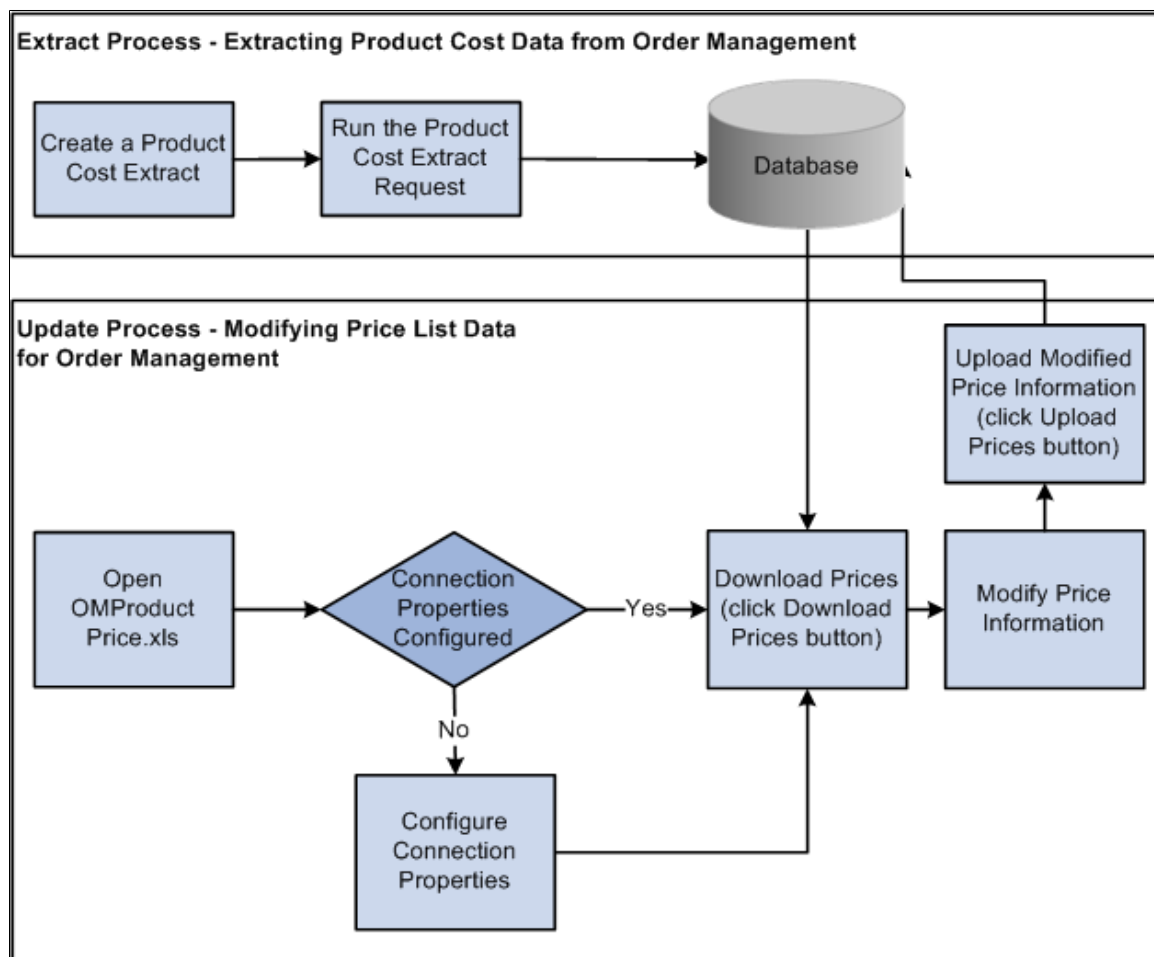 Extract Process - Extracting Product Cost Data from Order Management
Create a Product
Cost Extract
Run the Product
Cost Extract
Request
Database
Update Process - Modifying Price List Data
for Order Management
Upload Modified
Price Information
(click Upload
Prices button)
Open
OMProduct
Price.xls
Connection
Properties
Configured
Yes
Download Prices
(click Download
Prices button)
Modify Price
Information
No
Configure
Connection
Properties